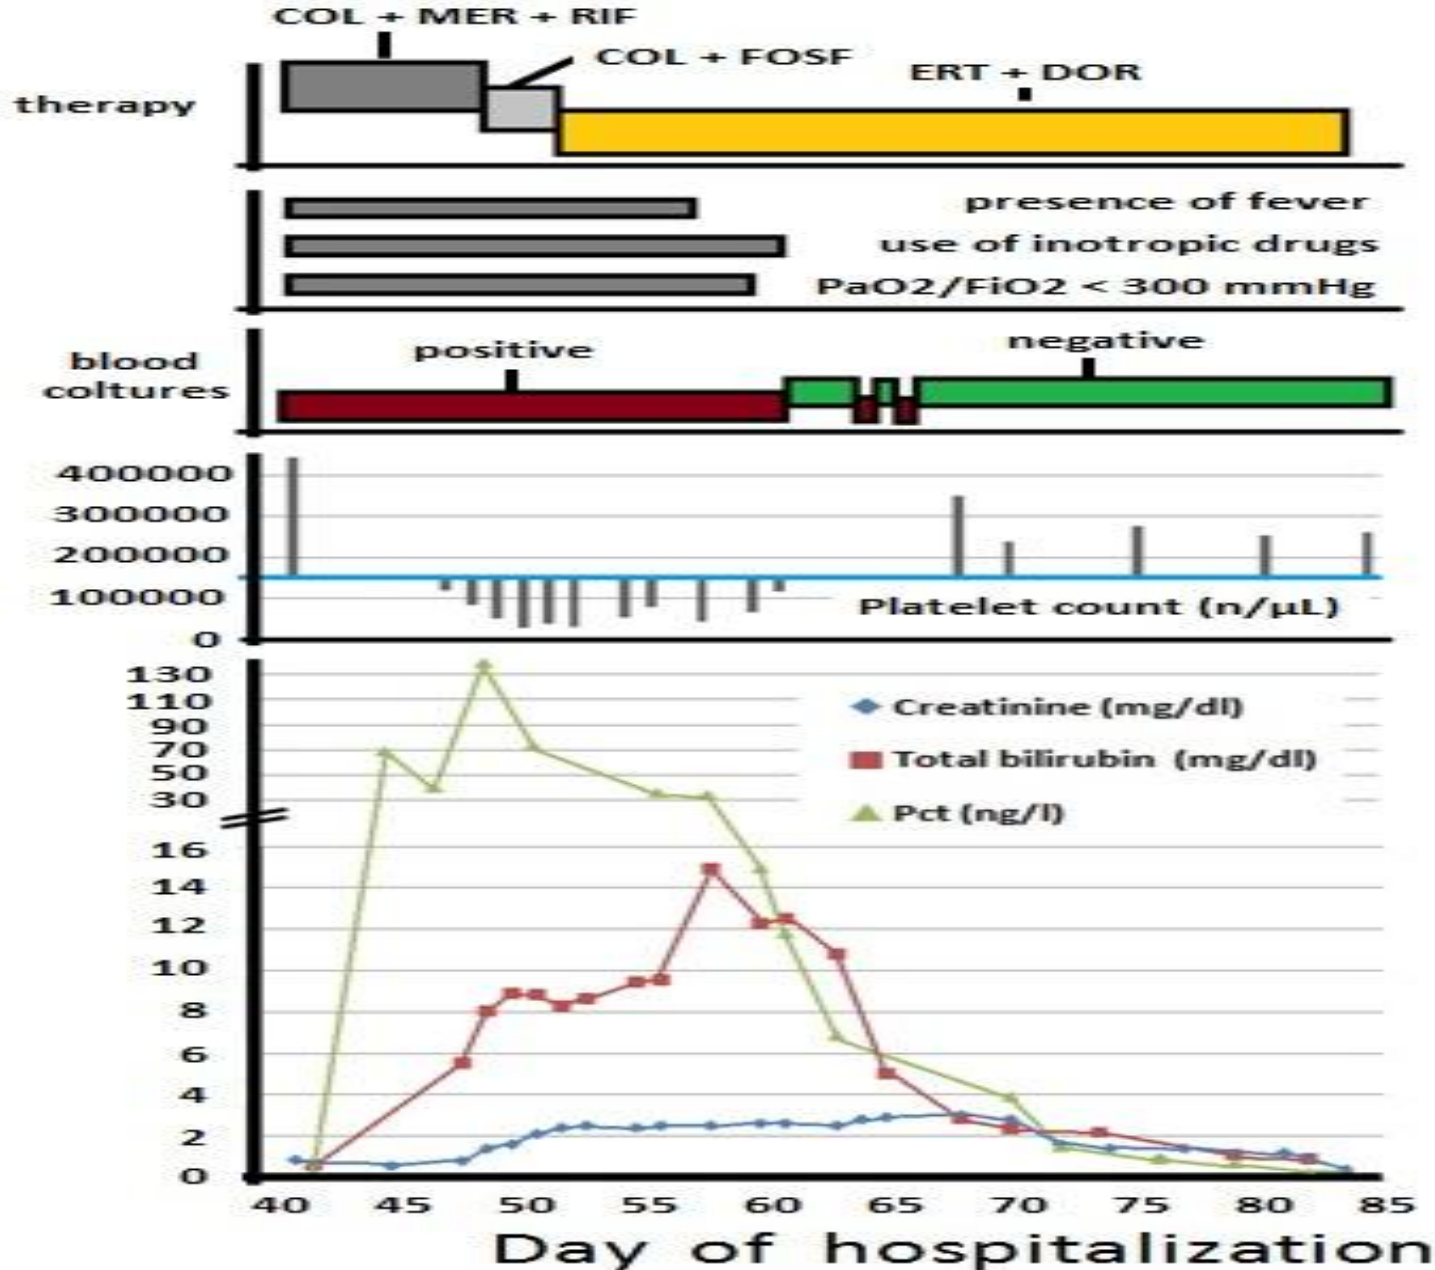 COL + MER + RIF
COL + FOSF
ERT + DOR
therapy
presence of fever
use of inotropic drugs
PaO2/FiO2 < 300 mmHg
blood
coltures
positive
negative
400000
300000
200000
100000
0
Platelet count (n/µL)
130
110
90
70
50
30
16
14
12
10
8
6
4
2
0
Creatinine (mg/dl)
Total bilirubin (mg/dl)
Pct (ng/l)
40 45 50 55 60 65 70 75 80 85
Day of hospitalization